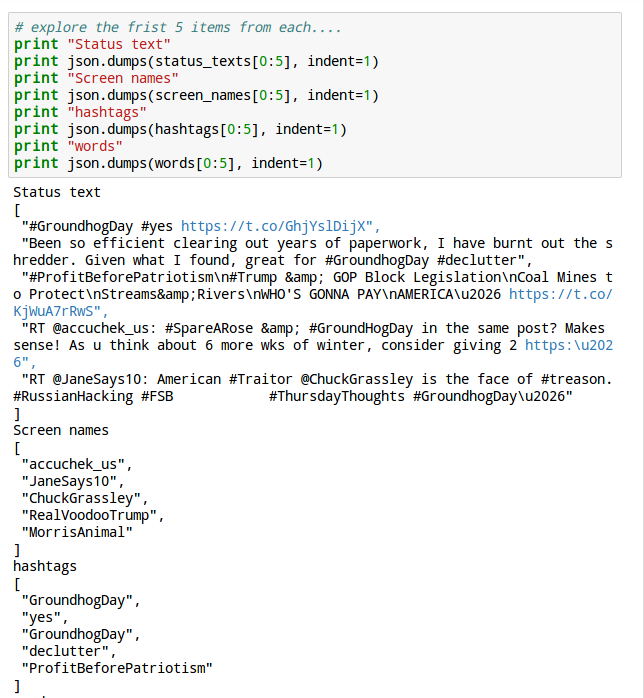 # explore the frist 5 items from each....
print "Status text"
print json.dumps(status_texts[0:5], indent=1)
print "Screen names"
print json.dumps(screen_names[0:5], indent=1)
print "hashtags"
print json.dumps(hashtags[0:5], indent=1)
print "words"
print json.dumps(words[0:5], indent=1)
Status text
[
 "#GroundhogDay #yes https://t.co/GhjYslDijX",
 "Been so efficient clearing out years of paperwork, I have burnt out the s
hredder. Given what I found, great for #GroundhogDay #declutter",
 "#ProfitBeforePatriotism\n#Trump &amp; GOP Block Legislation\nCoal Mines t
o Protect\nStreams&amp;Rivers\nWHO'S GONNA PAY\nAMERICA\u2026 https://t.co/
KjWuA7rRwS",
 "RT @accuchek_us: #SpareARose &amp; #GroundHogDay in the same post? Makes
sense! As u think about 6 more wks of winter, consider giving 2 https:\u202
6",
 "RT @JaneSays10: American #Traitor @ChuckGrassley is the face of #treason.
#RussianHacking #FSB            #ThursdayThoughts #GroundhogDay\u2026"
]
Screen names
[
 "accuchek_us",
 "JaneSays10",
 "ChuckGrassley",
 "RealVoodooTrump",
 "MorrisAnimal"
]
hashtags
[
 "GroundhogDay",
 "yes",
 "GroundhogDay",
 "declutter",
 "ProfitBeforePatriotism"
]